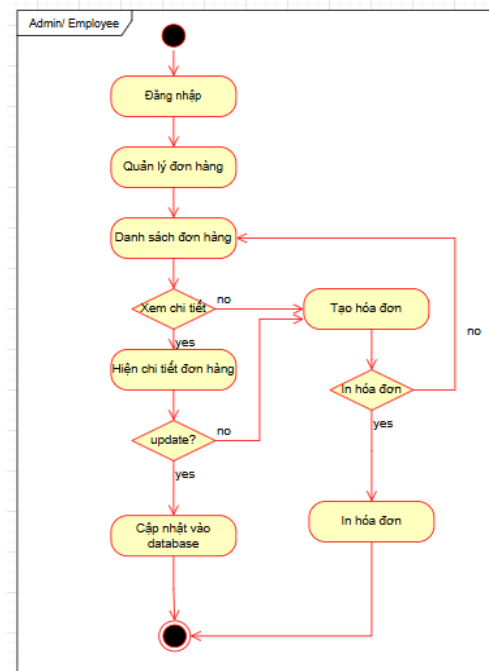 Admin/ Employee
Đăng nhập
Quản lý đơn hàng
Danh sách đơn hàng
Xem chi tiết
no
Tạo hóa đơn
no
yes
Hiện chi tiết đơn hàng
In hóa đơn
update?
no
yes
yes
Cập nhật vào
database
In hóa đơn